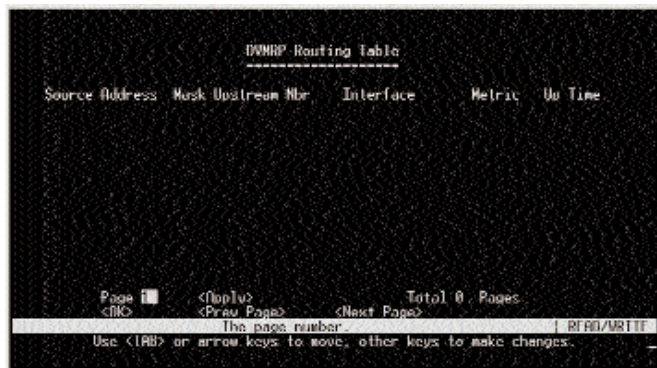 DVMRP Routing Table
-------------------
Source Address Mask Upstream Nbr Interface Metric Up Time
Page 1 <Apply> Total 0 Pages
<OK> <Prev Page> <Next Page>
The page number. | READ/WRITE
Use <TAB> or arrow keys to move, other keys to make changes.